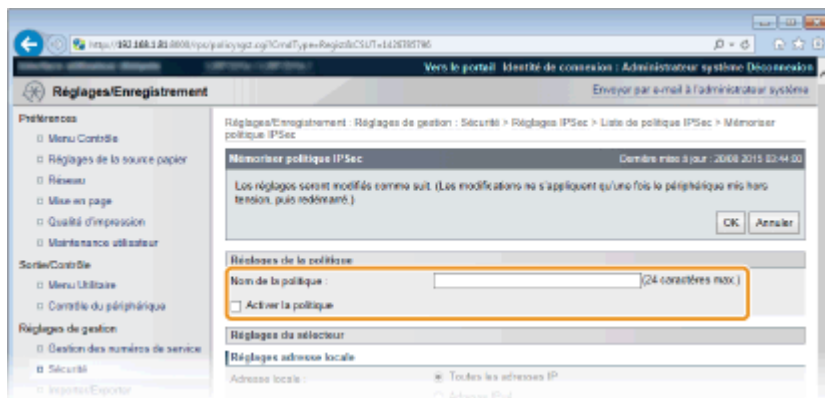 Vers le portail Identité de connexion : Administrateur système Déconnexion
Réglages/Enregistrement
Envoyer par e-mail à l'administrateur système
Préférences
Menu Contrôle
Réglages de la source papier
Réseau
Mise en page
Qualité d'impression
Maintenance utilisateur
Sortie/Contrôle
Menu Utilitaire
Contrôle du périphérique
Réglages de gestion
Gestion des numéros de service
Sécurité
Importer/Exporter
Réglages/Enregistrement : Réglages de gestion : Sécurité > Réglages IPSec > Liste de politique IPSec > Mémoriser
politique IPSec
Mémoriser politique IPSec
Dernière mise à jour : 20/08 2015 03:44:00
Les réglages seront modifiés comme suit. (Les modifications ne s'appliquent qu'une fois le périphérique mis hors
tension, puis redémarré.)
OK Annuler
Réglages de la politique
Nom de la politique :
(24 caractères max.)
Activer la politique
Réglages du sélecteur
Réglages adresse locale
Adresse locale :
Toutes les adresses IP
Adresse IPv4